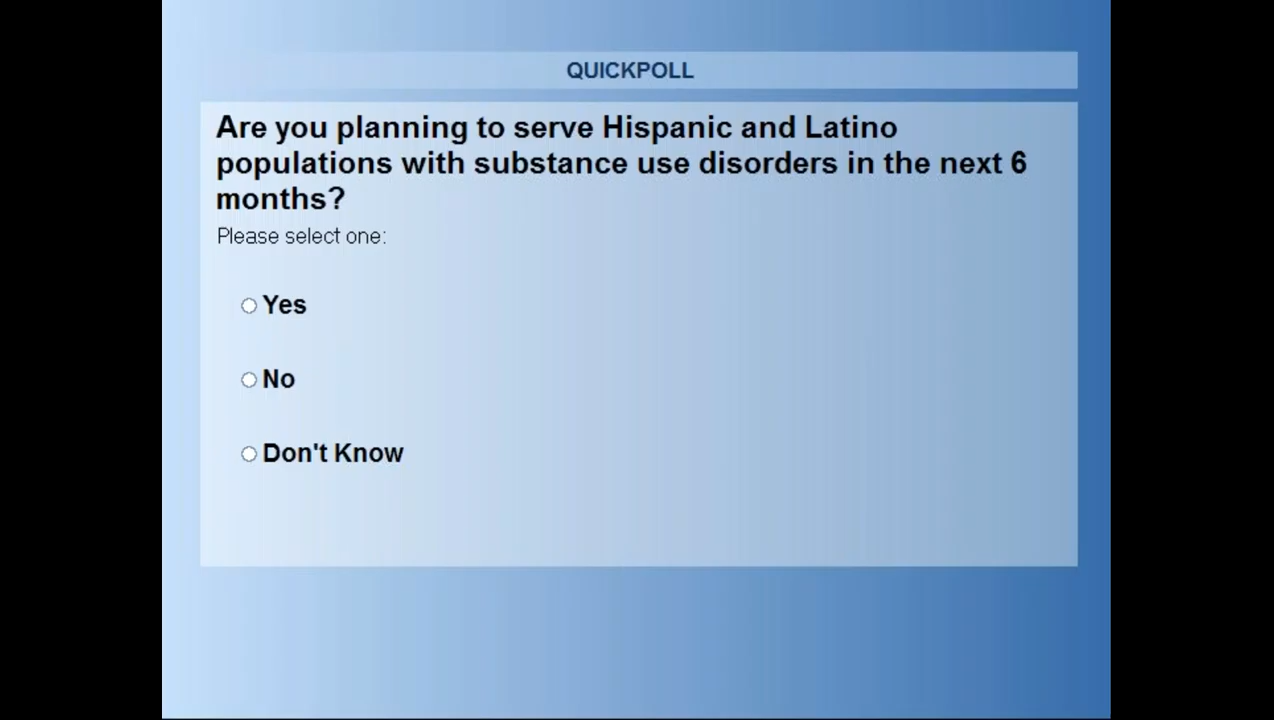 QUICKPOLL
Are you planning to serve Hispanic and Latino
populations with substance use disorders in the next 6
months?
Please select one:
Yes
No
Don't Know